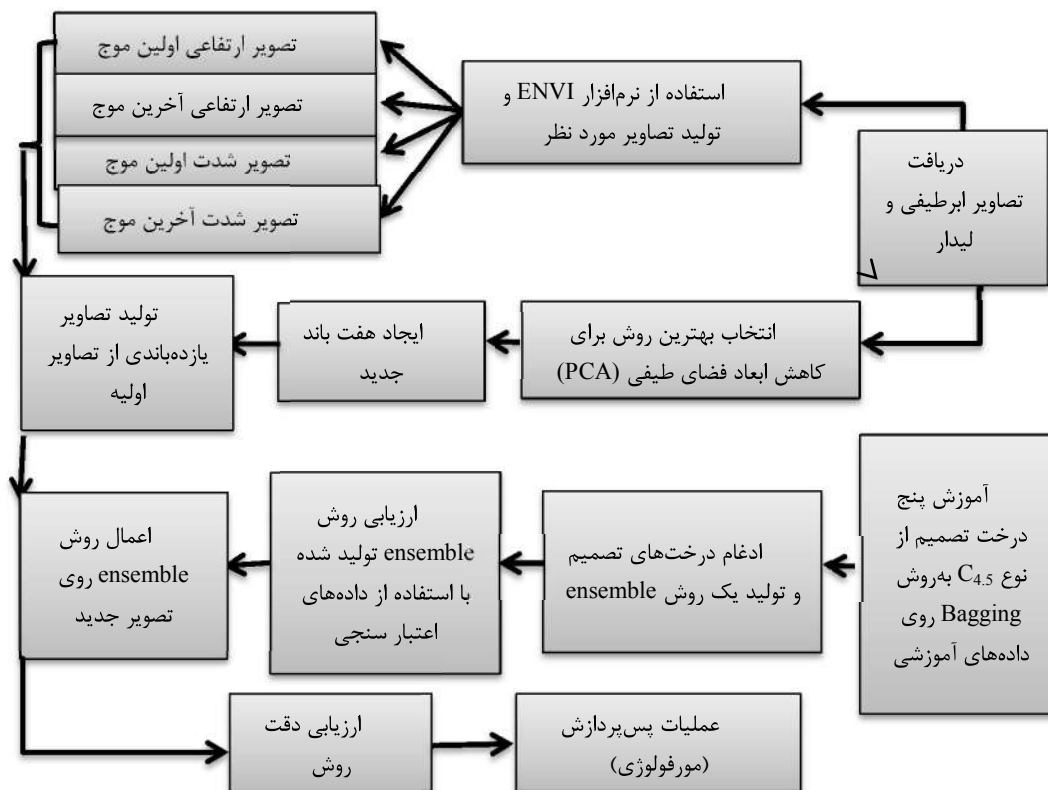 تصویر ارتفاعی اولین موج
تصویر ارتفاعی آخرین موج
تصویر شدت اولین موج
تصویر شدت آخرین موج
استفاده از نرم‌افزار ENVI و
تولید تصاویر مورد نظر
دریافت
تصاویر ابرطیفی و
لیدار
تولید تصاویر
یازده‌باندی از تصاویر
اولیه
ایجاد هفت باند
جدید
انتخاب بهترین روش برای
کاهش ابعاد فضای طیفی (PCA)
آموزش پنج
درخت تصمیم از
نوع C4.5 به‌روش
Bagging روی
داده‌های آموزشی
ادغام درخت‌های تصمیم
و تولید یک روش ensemble
ارزیابی روش
ensemble تولید شده
با استفاده از داده‌های
اعتبار سنجی
اعمال روش
ensemble روی
تصویر جدید
ارزیابی دقت
روش
عملیات پس‌پردازش
(مورفولوژی)